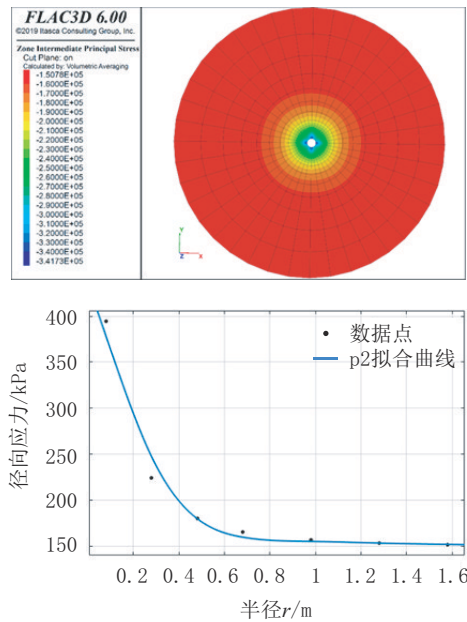 FLAC3D 6.00
©2019 Itasca Consulting Group, Inc.
Zone Intermediate Principal Stress
Cut Plane: on
Calculated by: Volumetric Averaging
-1.5078E+05
-1.6000E+05
-1.7000E+05
-1.8000E+05
-1.9000E+05
-2.0000E+05
-2.1000E+05
-2.2000E+05
-2.3000E+05
-2.4000E+05
-2.5000E+05
-2.6000E+05
-2.7000E+05
-2.8000E+05
-2.9000E+05
-3.0000E+05
-3.1000E+05
-3.2000E+05
-3.3000E+05
-3.4000E+05
-3.4173E+05
Y
Z X
400
350
300
250
200
150
径向应力/kPa
数据点
p2拟合曲线
0.2 0.4 0.6 0.8 1 1.2 1.4 1.6
半径r/m